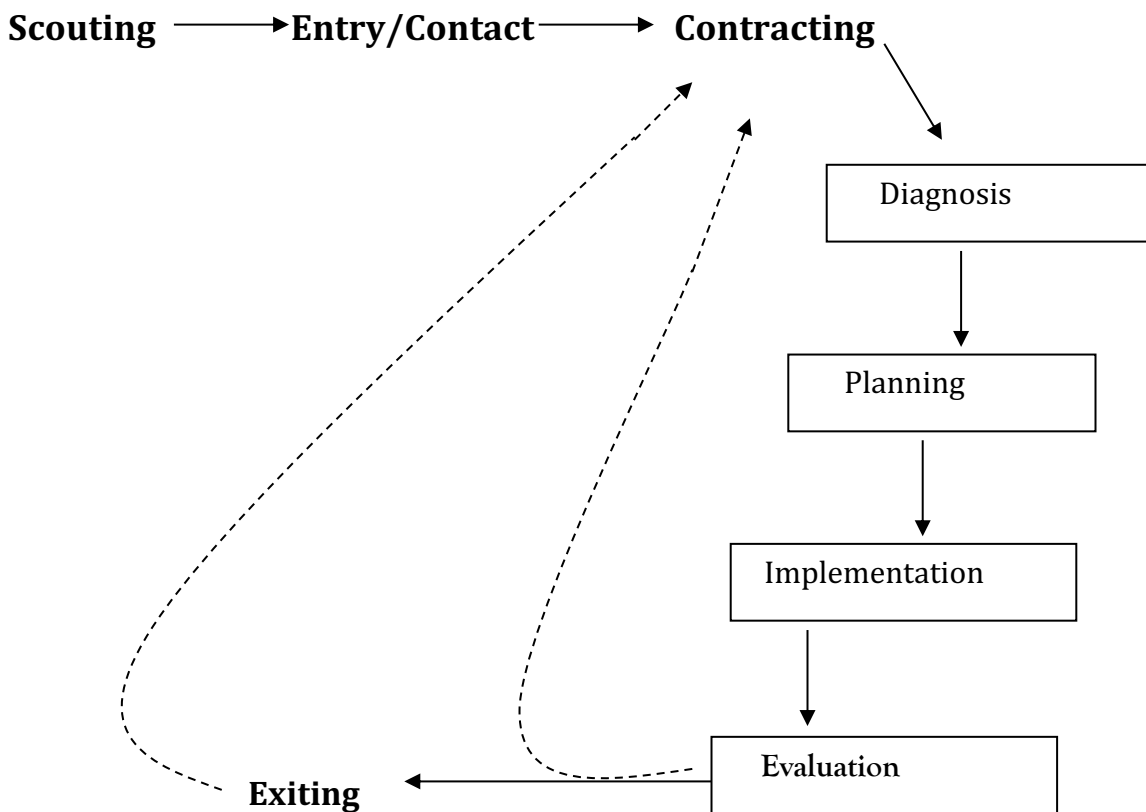 Scouting Entry/Contact Contracting
Diagnosis
Planning
Implementation
Evaluation
Exiting